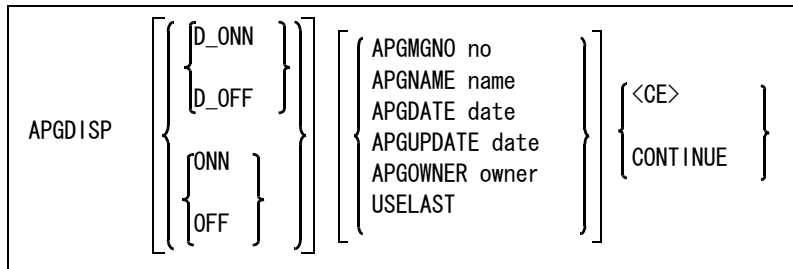 D_ONN
D_OFF
APGDISP
ONN
OFF
APGMGNO no
APGNAME name
APGDATE date
APGUPDATE date
APGOWNER owner
USELAST
<CE>
CONTINUE